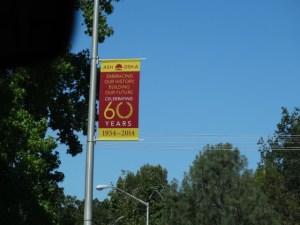 EMBRACING
OUR HISTORY
BUILDING
OUR FUTURE
CELEBRATING
60
YEARS
1954-2014